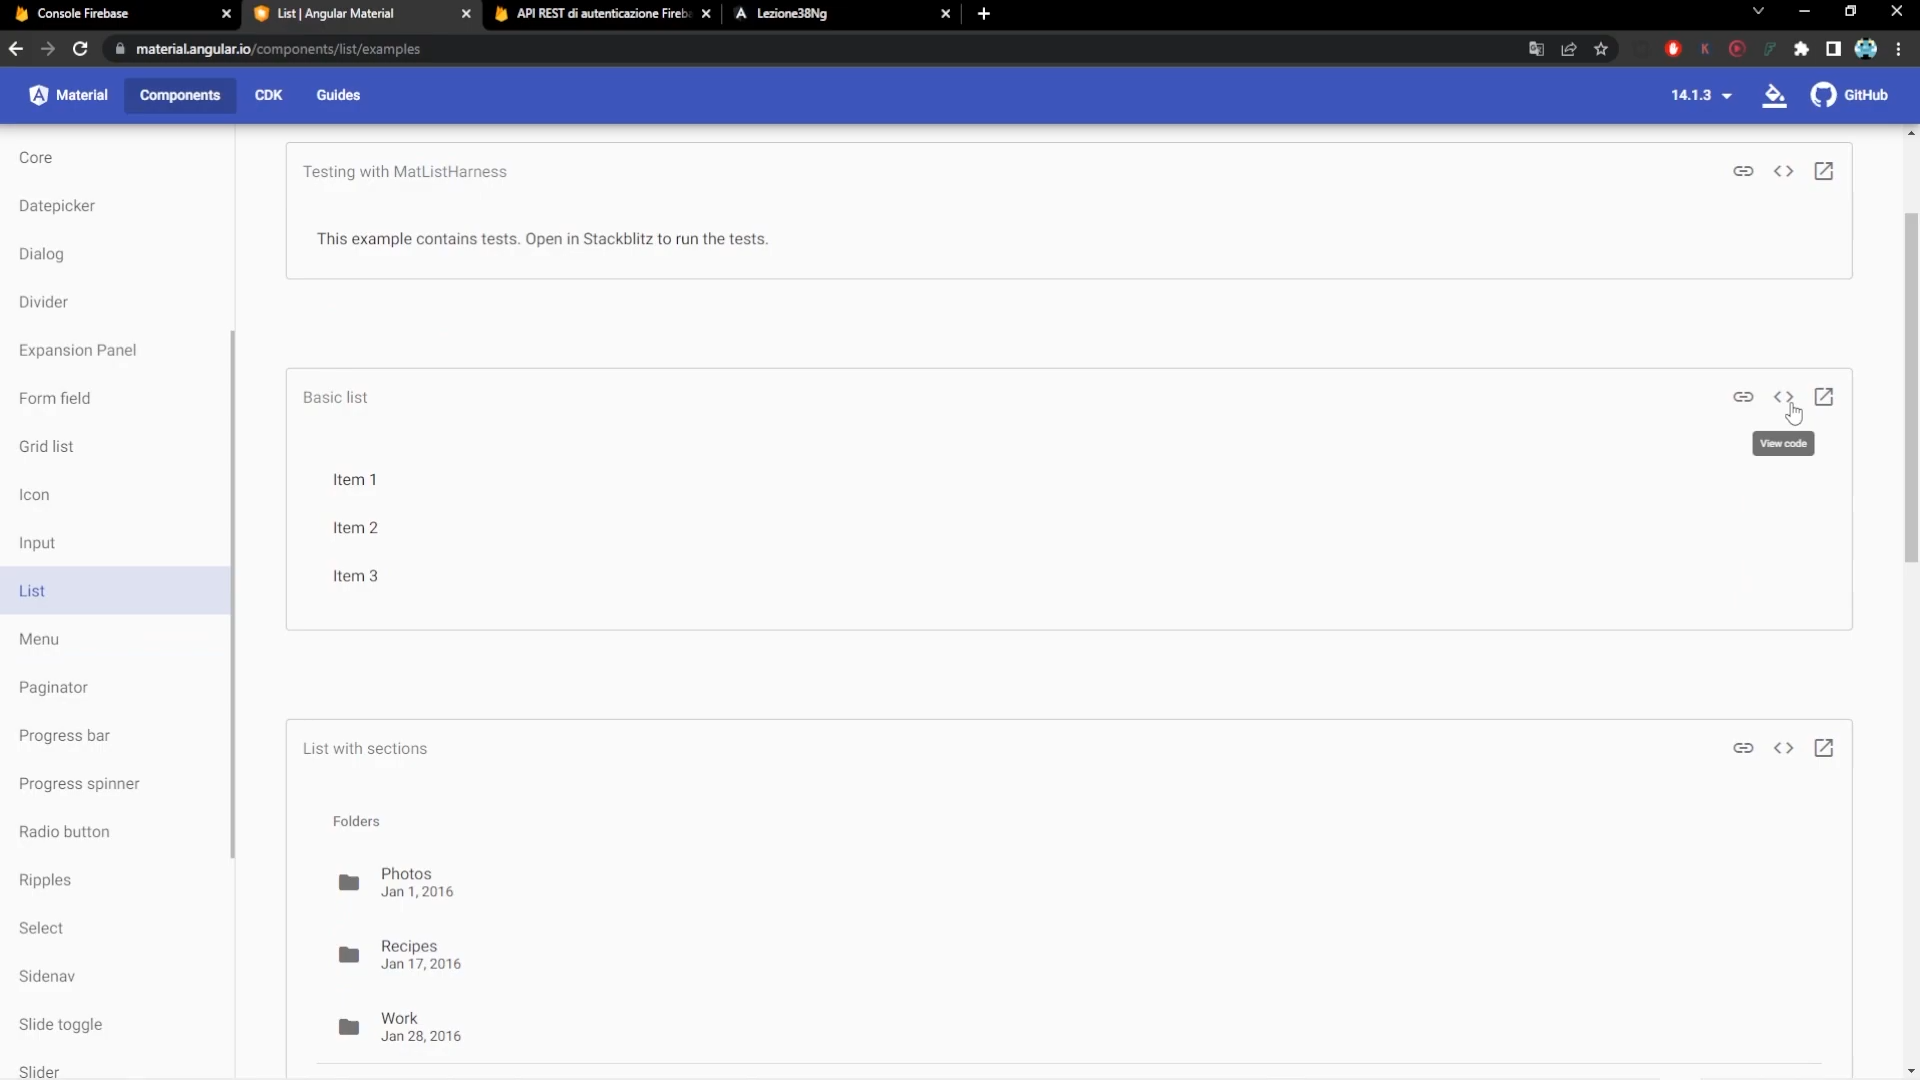 Console Firebase
List | Angular Material
API REST di autenticazione Fireb
Lezione38Ng
material.angular.io/components/list/examples
Material
Components
CDK
Guides
14.1.3
GitHub
Core
Datepicker
Dialog
Divider
Expansion Panel
Form field
Grid list
Icon
Input
List
Menu
Paginator
Progress bar
Progress spinner
Radio button
Ripples
Select
Sidenav
Slide toggle
Slider
Testing with MatListHarness
This example contains tests. Open in Stackblitz to run the tests.
Basic list
View code
Item 1
Item 2
Item 3
List with sections
Folders
Photos
Jan 1, 2016
Recipes
Jan 17, 2016
Work
Jan 28, 2016